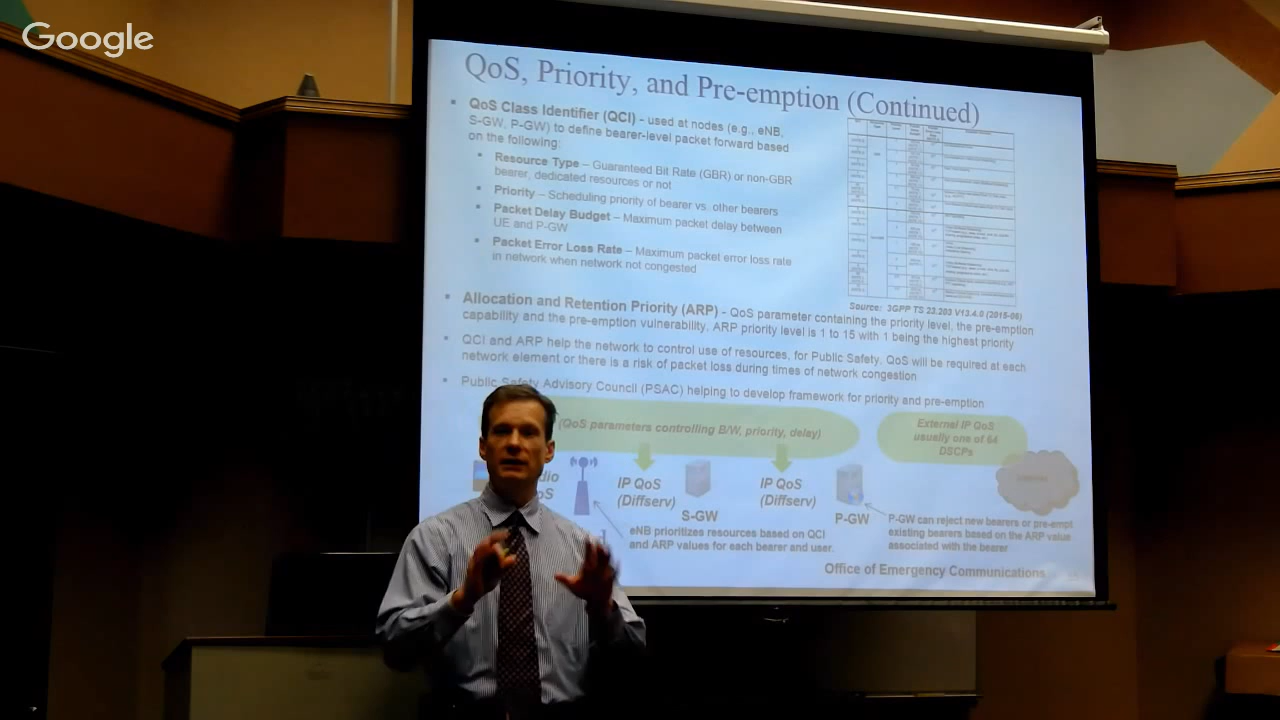 Google
QoS, Priority, and Pre-emption (Continued)
QoS Class Identifier (QCI) - used at nodes (e.g., eNB,
S-GW, P-GW) to define bearer-level packet forward based
on the following:
Resource Type – Guaranteed Bit Rate (GBR) or non-GBR
bearer, dedicated resources or not
Priority – Scheduling priority of bearer vs. other bearers
Packet Delay Budget – Maximum packet delay between
UE and P-GW
Packet Error Loss Rate – Maximum packet error loss rate
in network when network not congested
Source: 3GPP TS 23.203 V13.4.0 (2015-06)
Allocation and Retention Priority (ARP) - QoS parameter containing the priority level, the pre-emption
capability and the pre-emption vulnerability, ARP priority level is 1 to 15 with 1 being the highest priority
QCI and ARP help the network to control use of resources, for Public Safety, QoS will be required at each
network element or there is a risk of packet loss during times of network congestion
Public Safety Advisory Council (PSAC) helping to develop framework for priority and pre-emption
(QoS parameters controlling B/W, priority, delay)
External IP QoS
usually one of 64
DSCPs
IP QoS
(Diffserv)
S-GW
IP QoS
(Diffserv)
P-GW
eNB prioritizes resources based on QCI
and ARP values for each bearer and user.
P-GW can reject new bearers or pre-empt
existing bearers based on the ARP value
associated with the bearer
Office of Emergency Communications